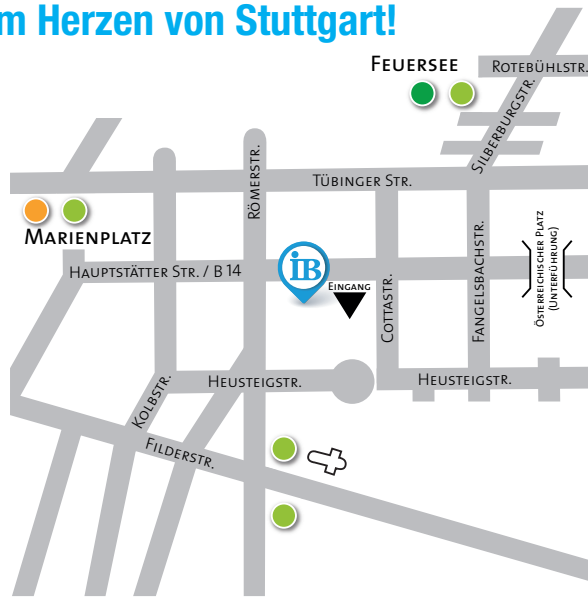 m Herzen von Stuttgart!
FEUERSEE
ROTEBÜHLSTR.
SILBERBURGSTR.
RÖMERSTR.
TÜBINGER STR.
MARIENPLATZ
HAUPTSTÄTTER STR. / B 14
iB
EINGANG
COTTASTR.
FANGELSBACHSTR.
ÖSTERREICHISCHER PLATZ
(UNTERFÜHRUNG)
KOLBSTR.
HEUSTEIGSTR.
HEUSTEIGSTR.
FILDERSTR.